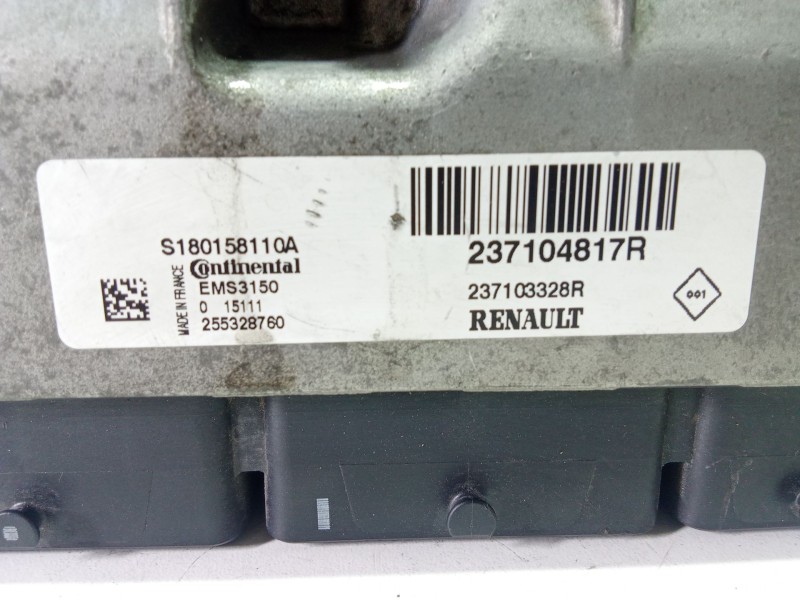 S180158110A
Continental
EMS3150
0 15111
255328760
MADE IN FRANCE
237104817R
237103328R
RENAULT
001